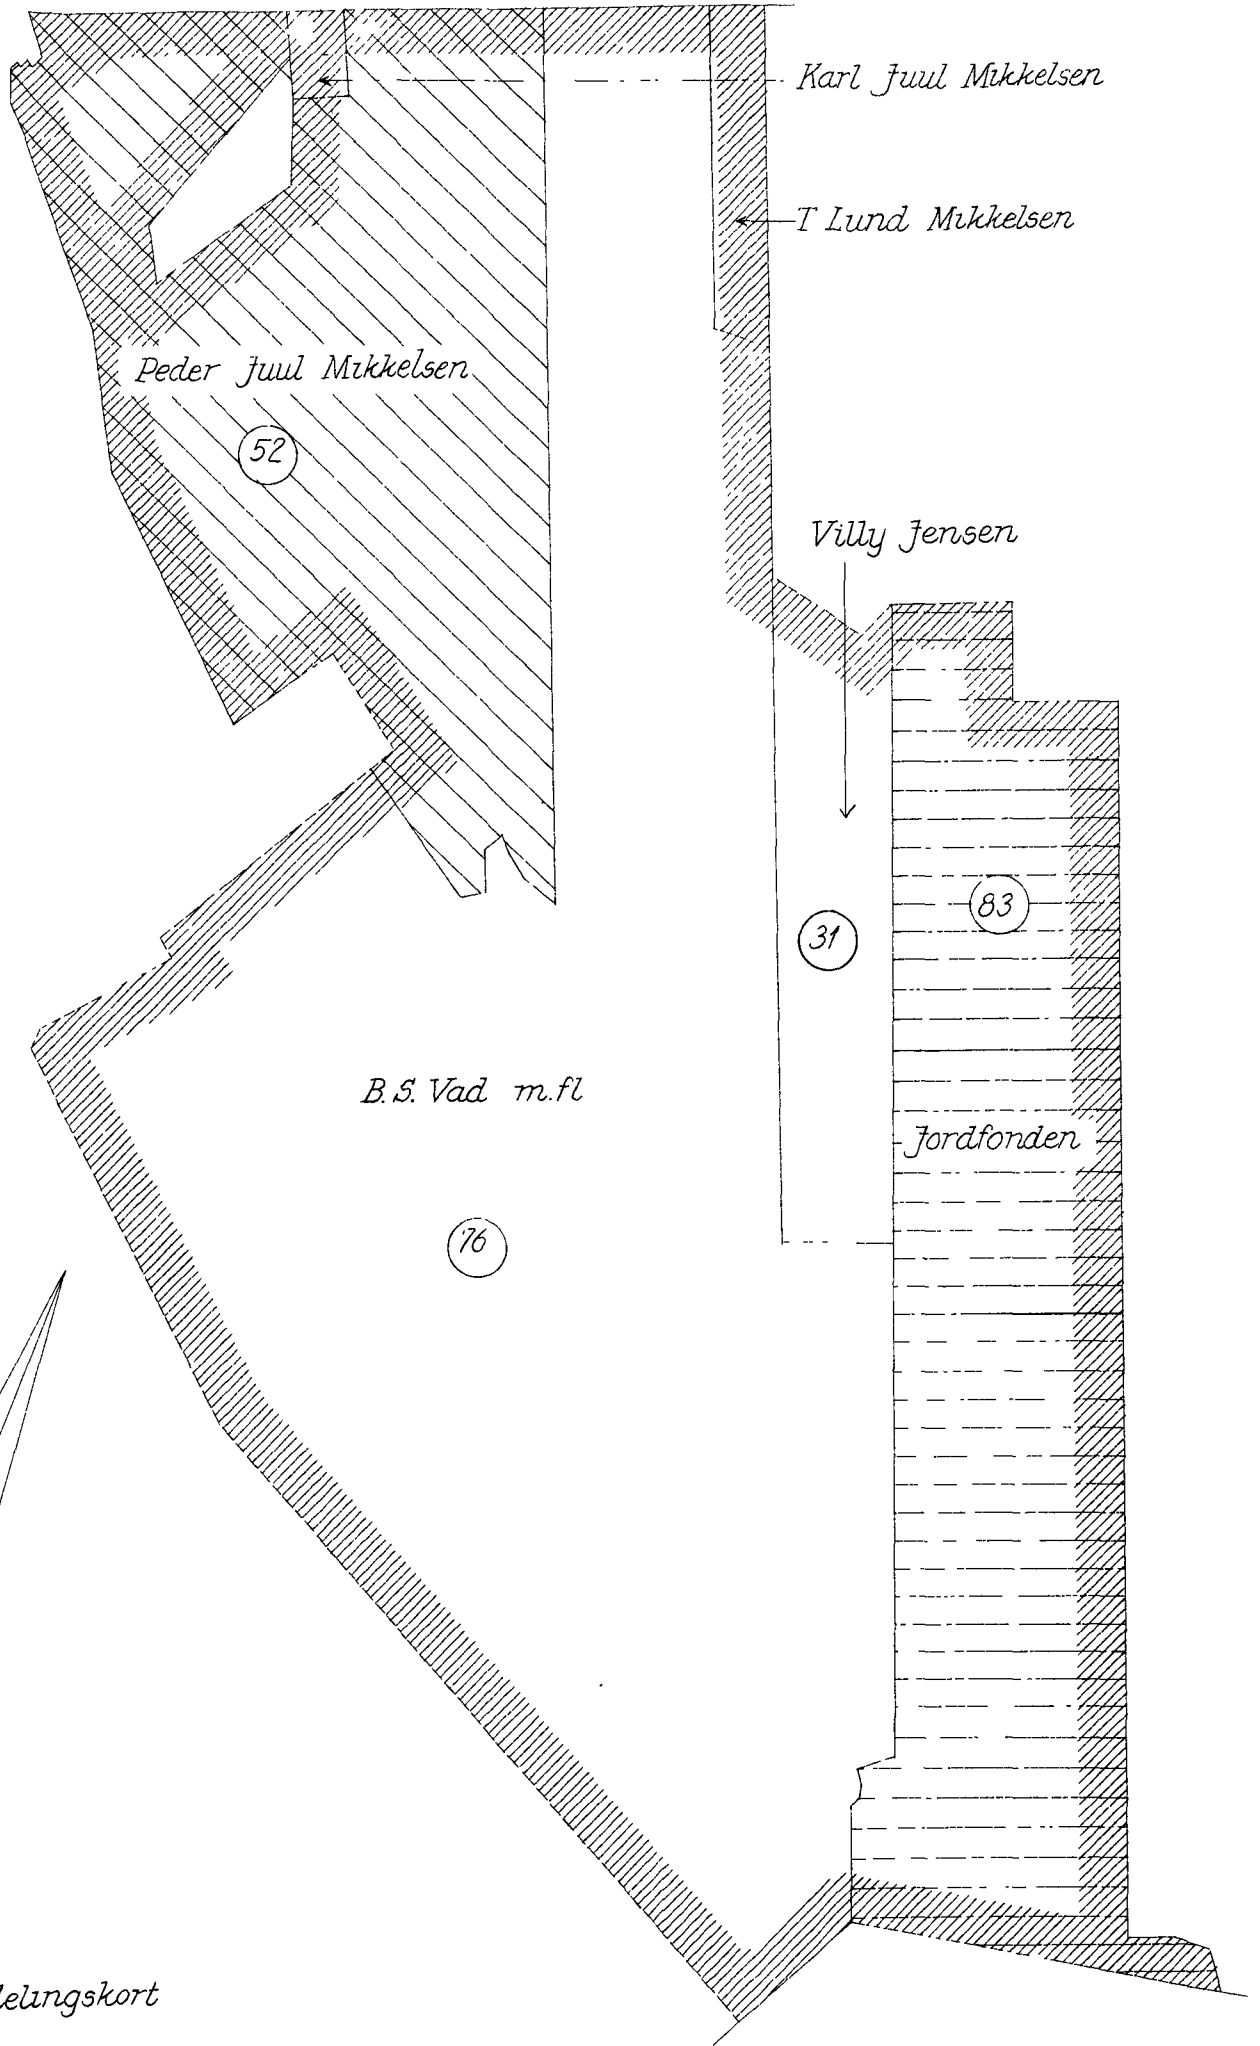 Karl Juul Mikkelsen
T Lund Mikkelsen
Peder Juul Mikkelsen
52
Villy Jensen
83
31
B.S. Vad m.fl
Jordfonden
76
delingskort